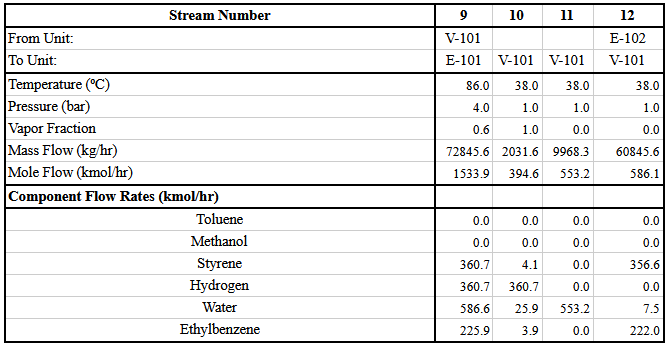 Stream Number 9 10 11 12
From Unit: V-101 E-102
To Unit: E-101 V-101 V-101 V-101
Temperature (ºC) 86.0 38.0 38.0 38.0
Pressure (bar) 4.0 1.0 1.0 1.0
Vapor Fraction 0.6 1.0 0.0 0.0
Mass Flow (kg/hr) 72845.6 2031.6 9968.3 60845.6
Mole Flow (kmol/hr) 1533.9 394.6 553.2 586.1
Component Flow Rates (kmol/hr)
Toluene 0.0 0.0 0.0 0.0
Methanol 0.0 0.0 0.0 0.0
Styrene 360.7 4.1 0.0 356.6
Hydrogen 360.7 360.7 0.0 0.0
Water 586.6 25.9 553.2 7.5
Ethylbenzene 225.9 3.9 0.0 222.0